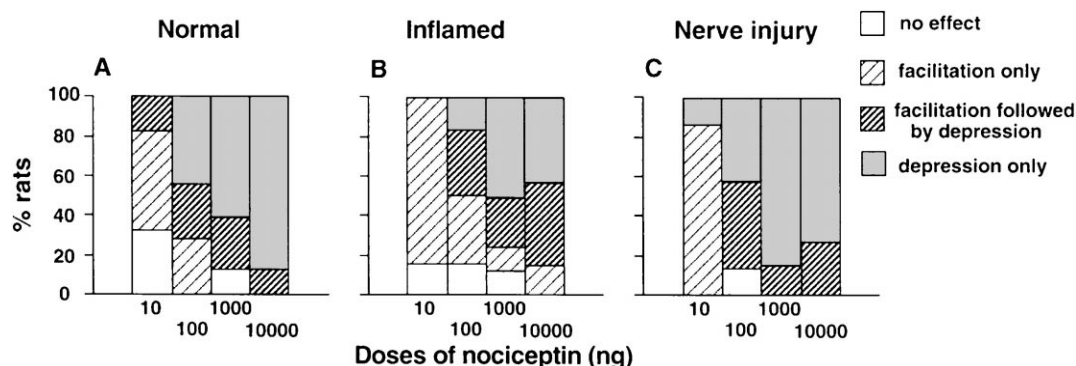 Normal
Inflamed
Nerve injury
no effect
facilitation only
facilitation followed
by depression
depression only
A
B
C
100
80
60
40
20
0
% rats
10
100
1000
10000
10
100
1000
10000
10
100
1000
10000
Doses of nociceptin (ng)